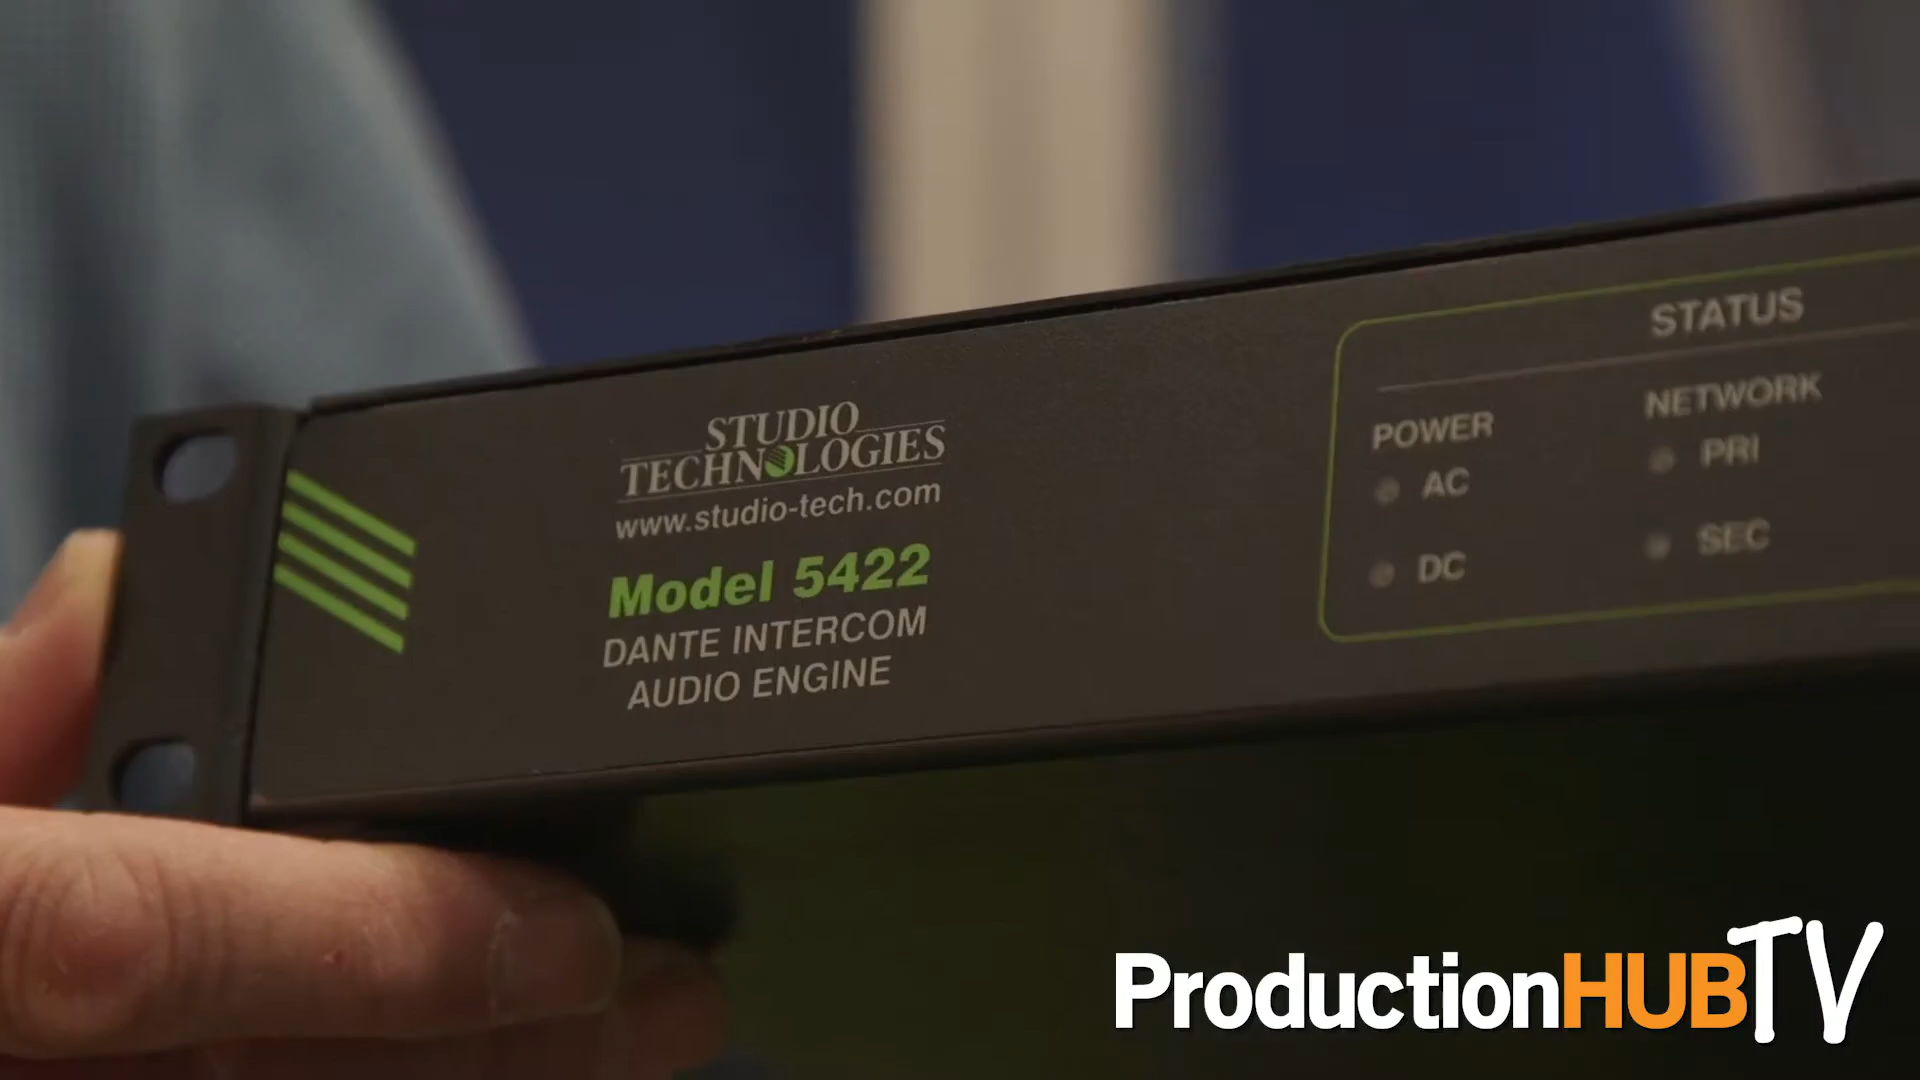 STUDIO
TECHNOLOGIES
www.studio-tech.com
Model 5422
DANTE INTERCOM
AUDIO ENGINE
STATUS
POWER
AC
DC
NETWORK
PRI
SEC
ProductionHUBTV